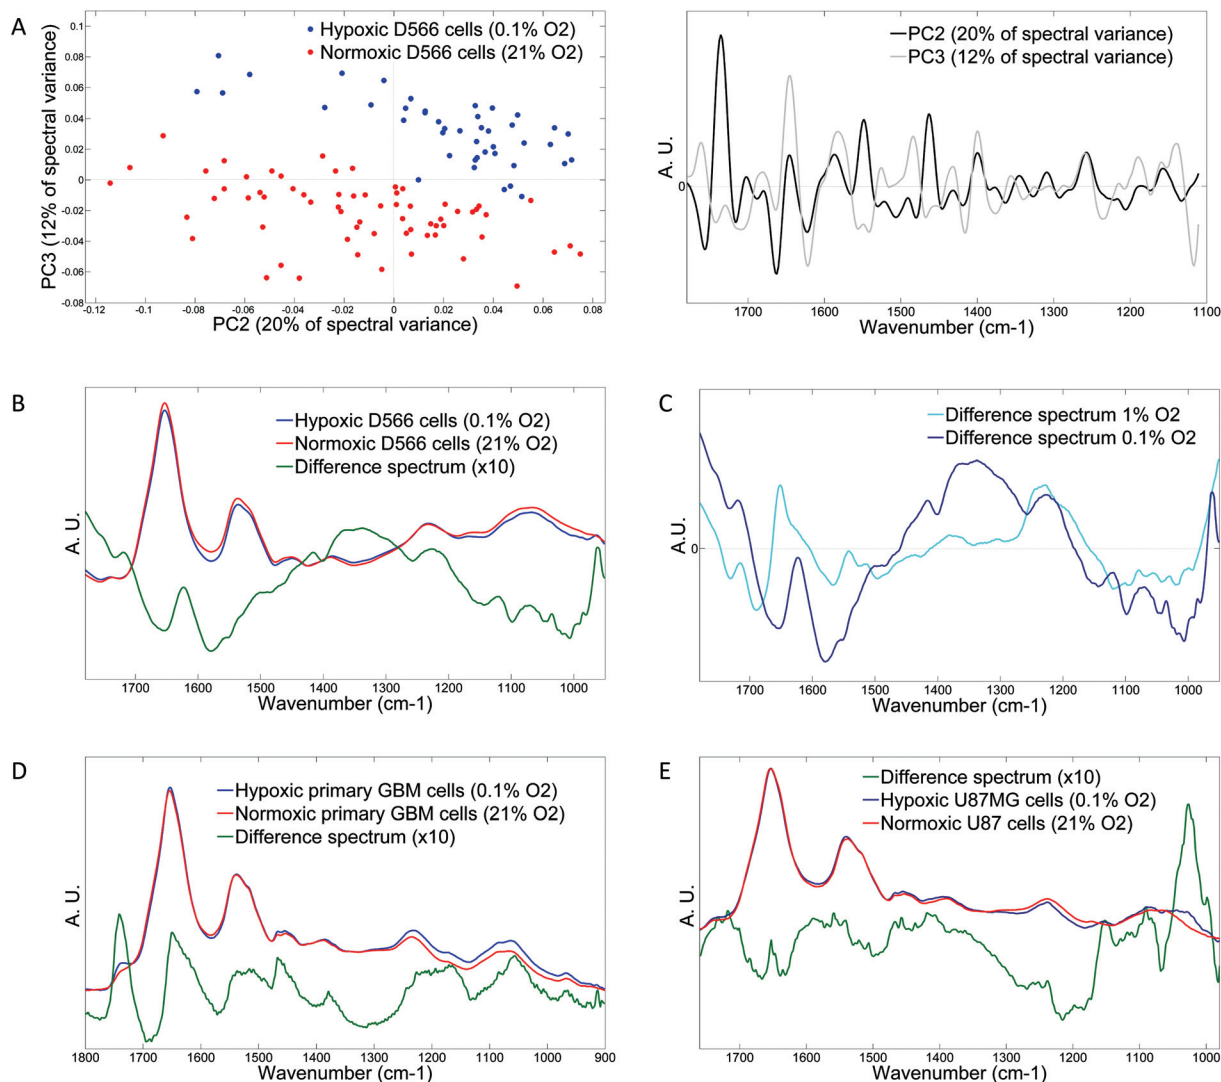 A
Hypoxic D566 cells (0.1% O2)
Normoxic D566 cells (21% O2)
PC3 (12% of spectral variance)
0.1
0.08
0.06
0.04
0.02
0
-0.02
-0.04
-0.06
-0.08
-0.12
-0.1
-0.08
-0.06
-0.04
-0.02
0
0.02
0.04
0.06
0.08
PC2 (20% of spectral variance)
PC2 (20% of spectral variance)
PC3 (12% of spectral variance)
A. U.
0
1700
1600
1500
1400
1300
1200
1100
Wavenumber (cm-1)
B
Hypoxic D566 cells (0.1% O2)
Normoxic D566 cells (21% O2)
Difference spectrum (x10)
A. U.
1700
1600
1500
1400
1300
1200
1100
1000
Wavenumber (cm-1)
C
Difference spectrum 1% O2
Difference spectrum 0.1% O2
A.U.
0
1700
1600
1500
1400
1300
1200
1100
1000
Wavenumber (cm-1)
D
Hypoxic primary GBM cells (0.1% O2)
Normoxic primary GBM cells (21% O2)
Difference spectrum (x10)
A. U.
1800
1700
1600
1500
1400
1300
1200
1100
1000
900
Wavenumber (cm-1)
E
Difference spectrum (x10)
Hypoxic U87MG cells (0.1% O2)
Normoxic U87 cells (21% O2)
A. U.
1700
1600
1500
1400
1300
1200
1100
1000
Wavenumber (cm-1)